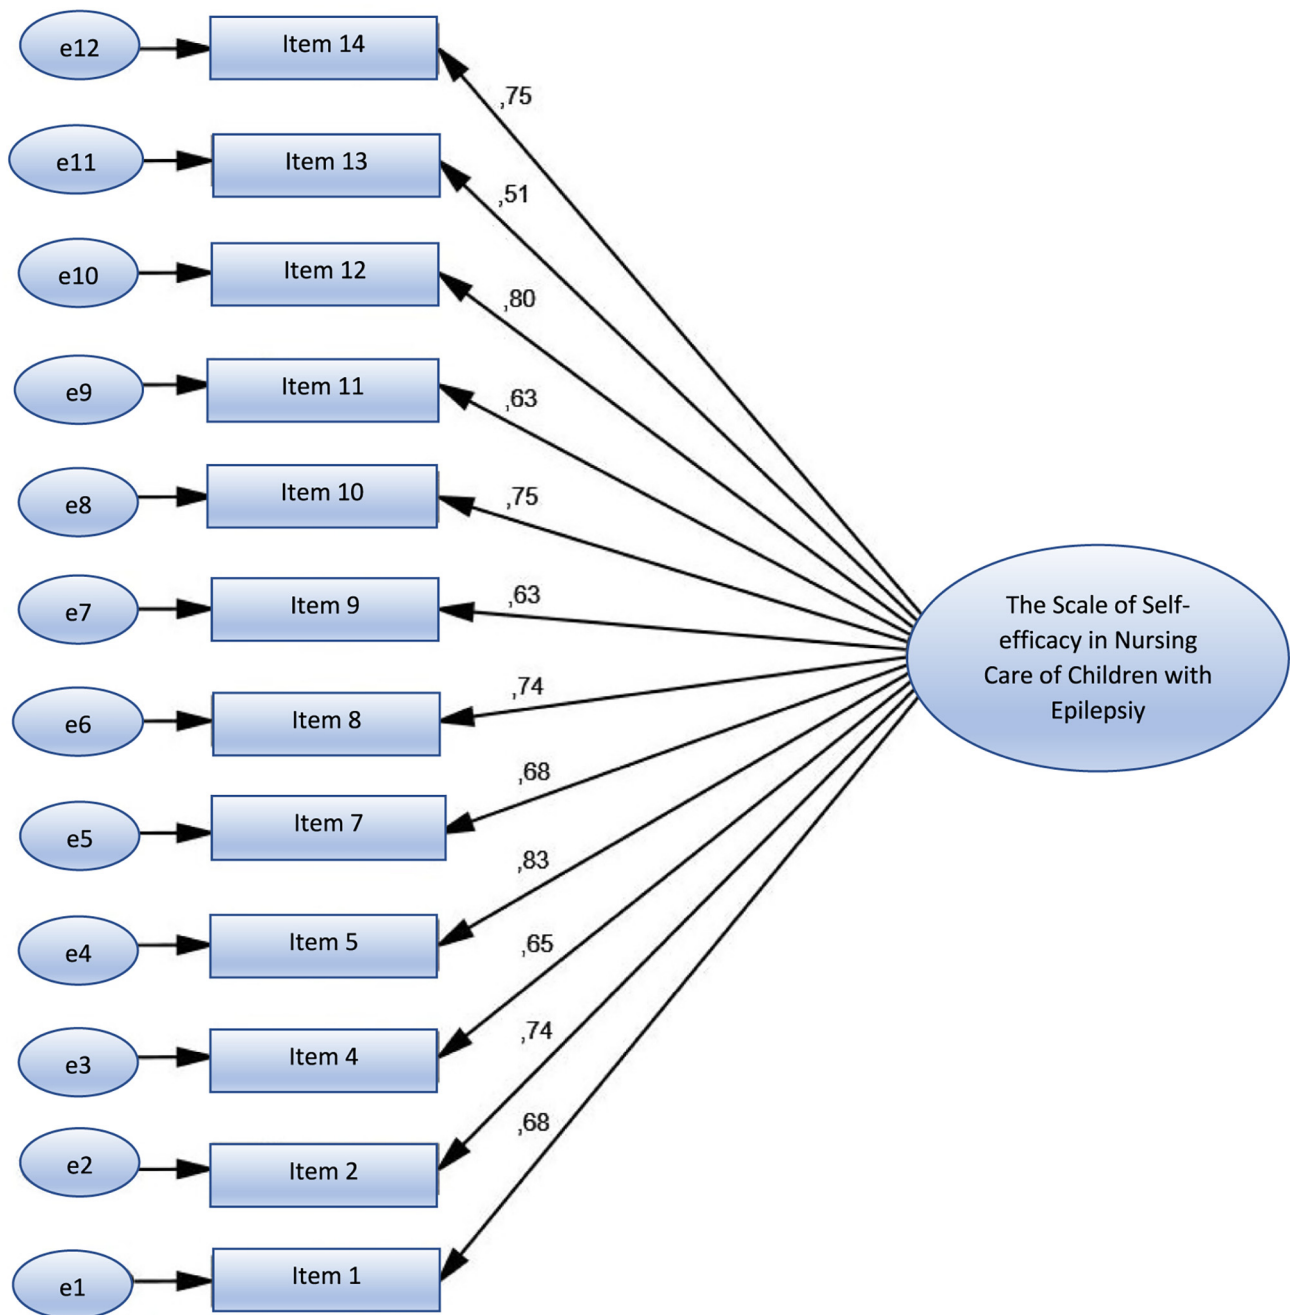 e12
Item 14
,75
e11
Item 13
,51
e10
Item 12
,80
e9
Item 11
,63
e8
Item 10
,75
e7
Item 9
,63
e6
Item 8
,74
e5
Item 7
,68
e4
Item 5
,83
e3
Item 4
,65
e2
Item 2
,74
e1
Item 1
,68
The Scale of Self-
efficacy in Nursing
Care of Children with
Epilepsiy